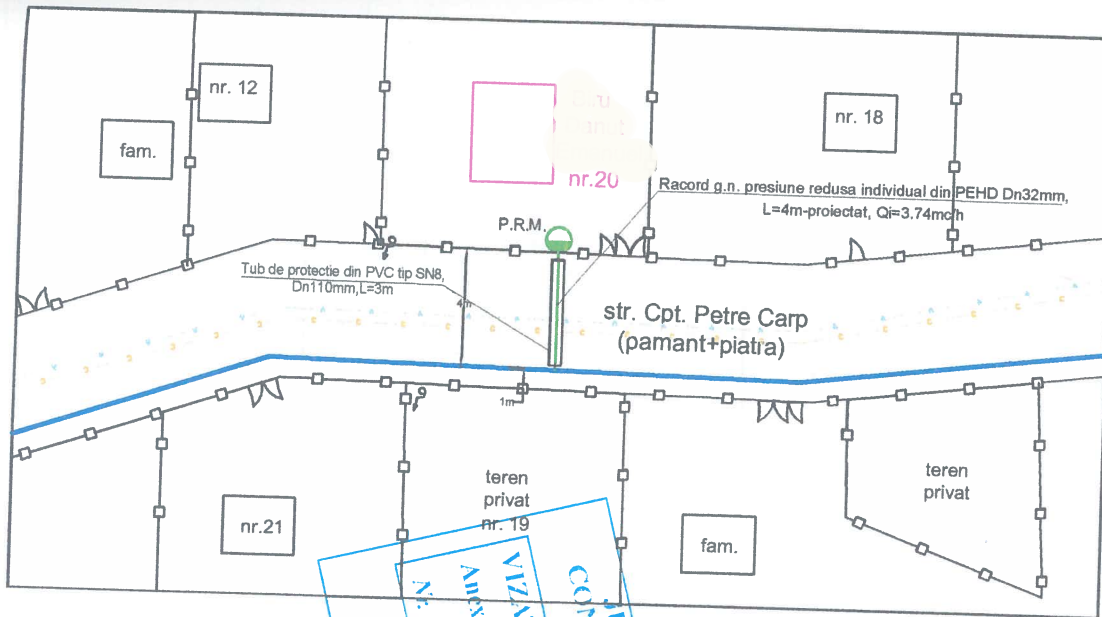 nr. 12
fam.
nr.20
nr. 18
Racord g.n. presiune redusa individual din PEHD Dn32mm,
L=4m-proiectat, Qi=3.74mc/h
P.R.M.
Tub de protectie din PVC tip SN8,
Dn110mm,L=3m
4m
str. Cpt. Petre Carp
(pamant+piatra)
1m
teren
privat
nr. 19
nr.21
fam.
teren
privat